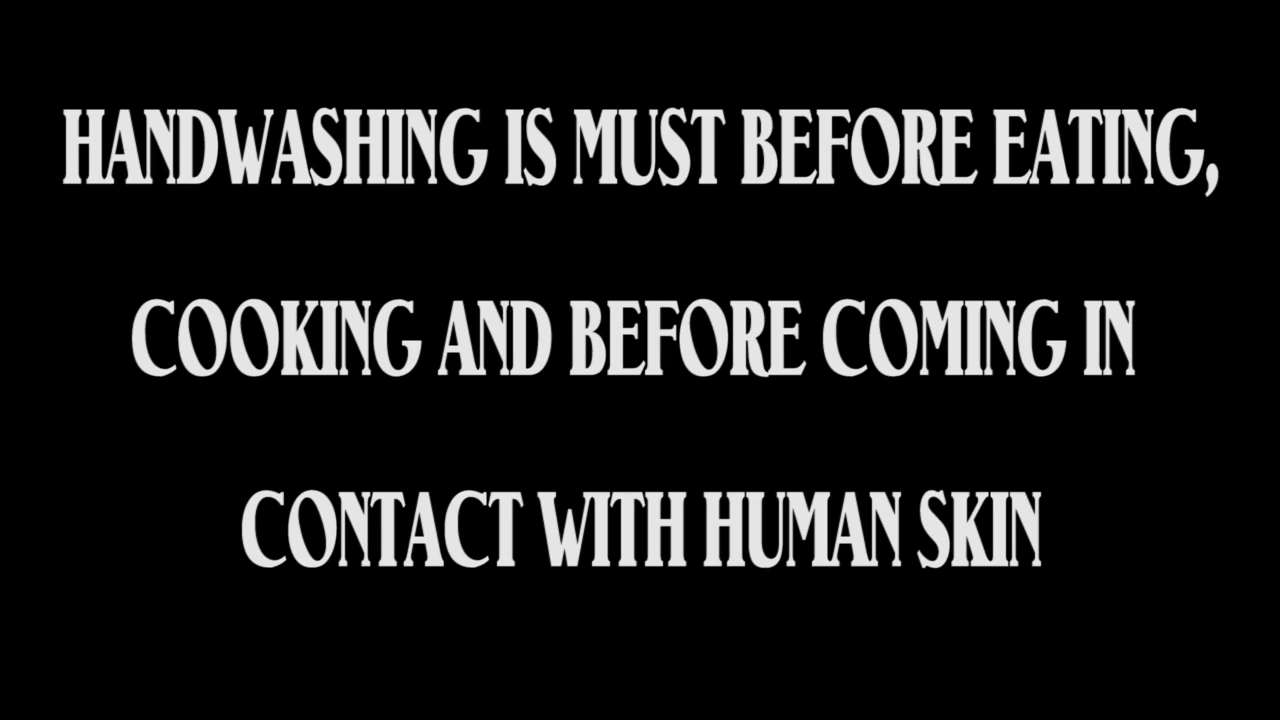 HANDWASHING IS MUST BEFORE EATING,
COOKING AND BEFORE COMING IN
CONTACT WITH HUMAN SKIN